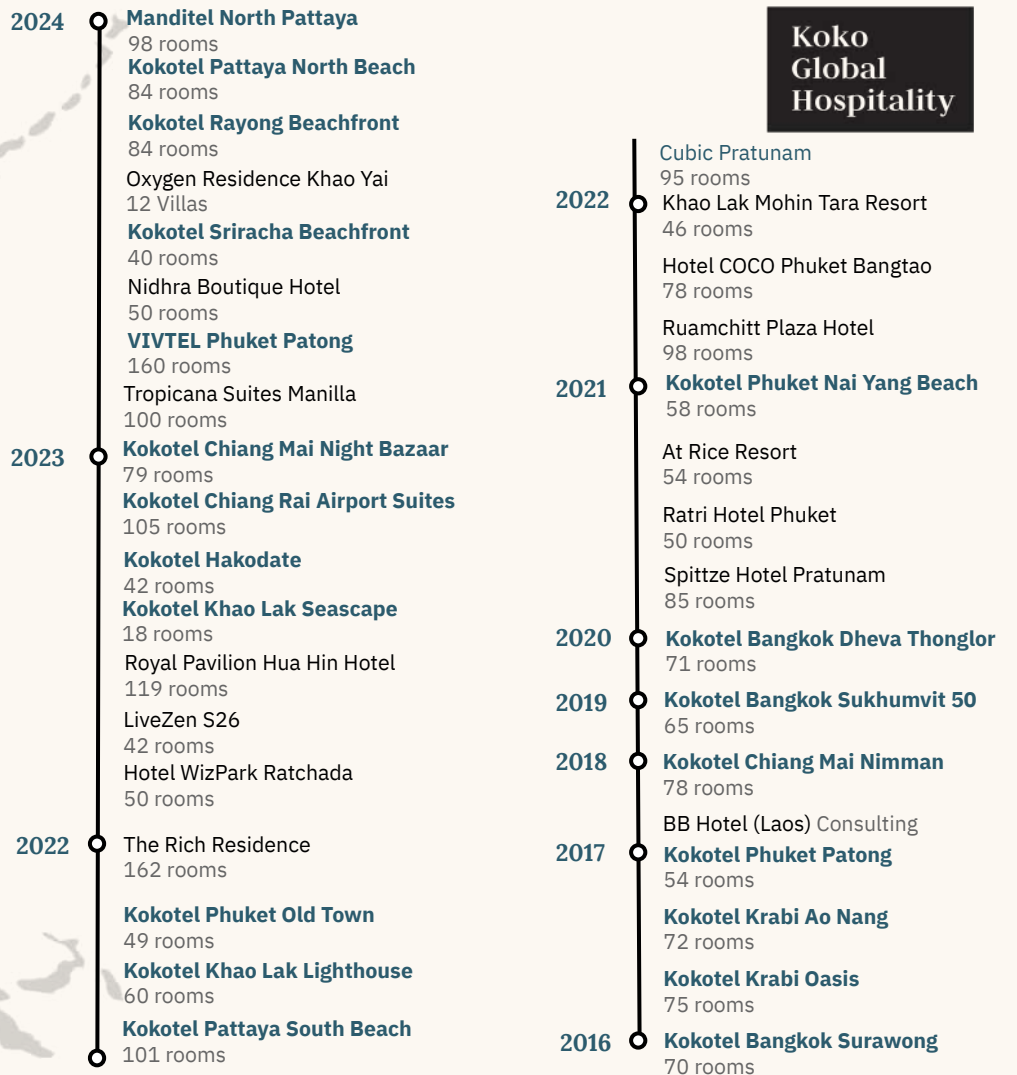 2024
Manditel North Pattaya
98 rooms
Kokotel Pattaya North Beach
84 rooms
Kokotel Rayong Beachfront
84 rooms
Oxygen Residence Khao Yai
12 Villas
Kokotel Sriracha Beachfront
40 rooms
Nidhra Boutique Hotel
50 rooms
VIVTEL Phuket Patong
160 rooms
Tropicana Suites Manilla
100 rooms
2023
Kokotel Chiang Mai Night Bazaar
79 rooms
Kokotel Chiang Rai Airport Suites
105 rooms
Kokotel Hakodate
42 rooms
Kokotel Khao Lak Seascape
18 rooms
Royal Pavilion Hua Hin Hotel
119 rooms
LiveZen S26
42 rooms
Hotel WizPark Ratchada
50 rooms
2022
The Rich Residence
162 rooms
Kokotel Phuket Old Town
49 rooms
Kokotel Khao Lak Lighthouse
60 rooms
Kokotel Pattaya South Beach
101 rooms
Koko
Global
Hospitality
Cubic Pratunam
95 rooms
2022
Khao Lak Mohin Tara Resort
46 rooms
Hotel COCO Phuket Bangtao
78 rooms
Ruamchitt Plaza Hotel
98 rooms
2021
Kokotel Phuket Nai Yang Beach
58 rooms
At Rice Resort
54 rooms
Ratri Hotel Phuket
50 rooms
Spittze Hotel Pratunam
85 rooms
2020
Kokotel Bangkok Dheva Thonglor
71 rooms
2019
Kokotel Bangkok Sukhumvit 50
65 rooms
2018
Kokotel Chiang Mai Nimman
78 rooms
BB Hotel (Laos) Consulting
2017
Kokotel Phuket Patong
54 rooms
Kokotel Krabi Ao Nang
72 rooms
Kokotel Krabi Oasis
75 rooms
2016
Kokotel Bangkok Surawong
70 rooms